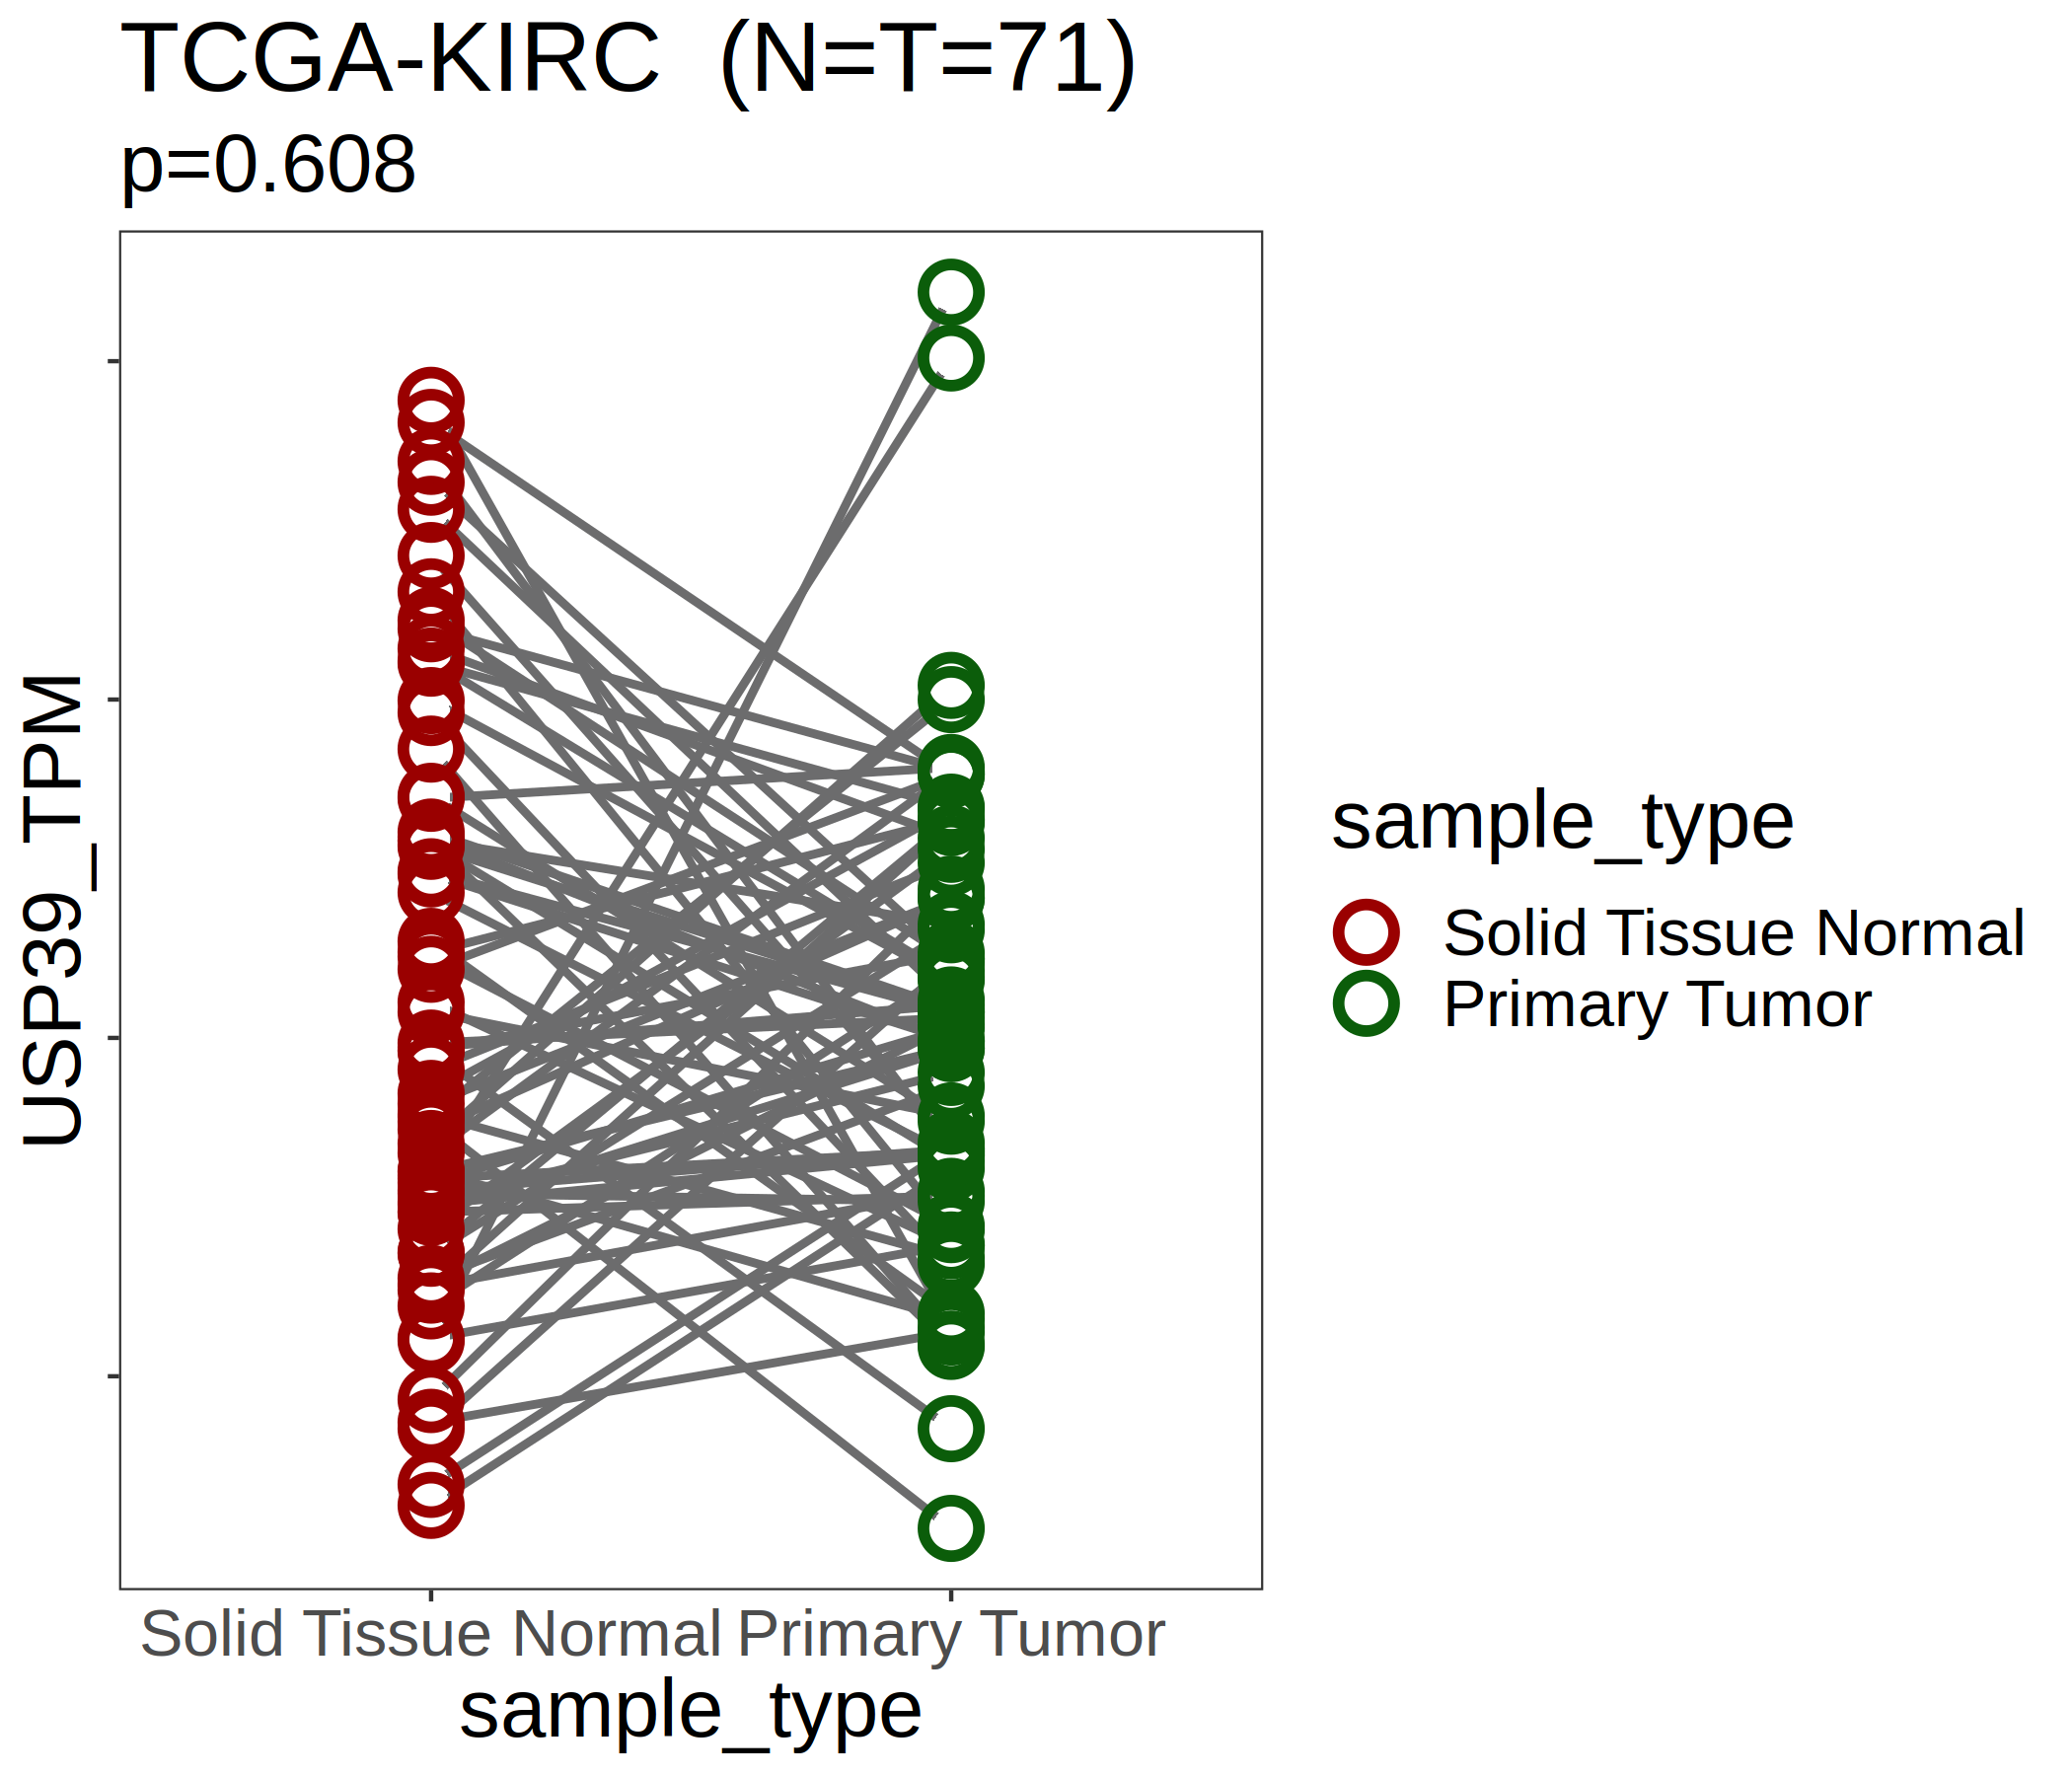 TCGA-KIRC  (N=T=71)
p=0.608
USP39_TPM
Solid Tissue Normal Primary Tumor
sample_type
sample_type
Solid Tissue Normal
Primary Tumor